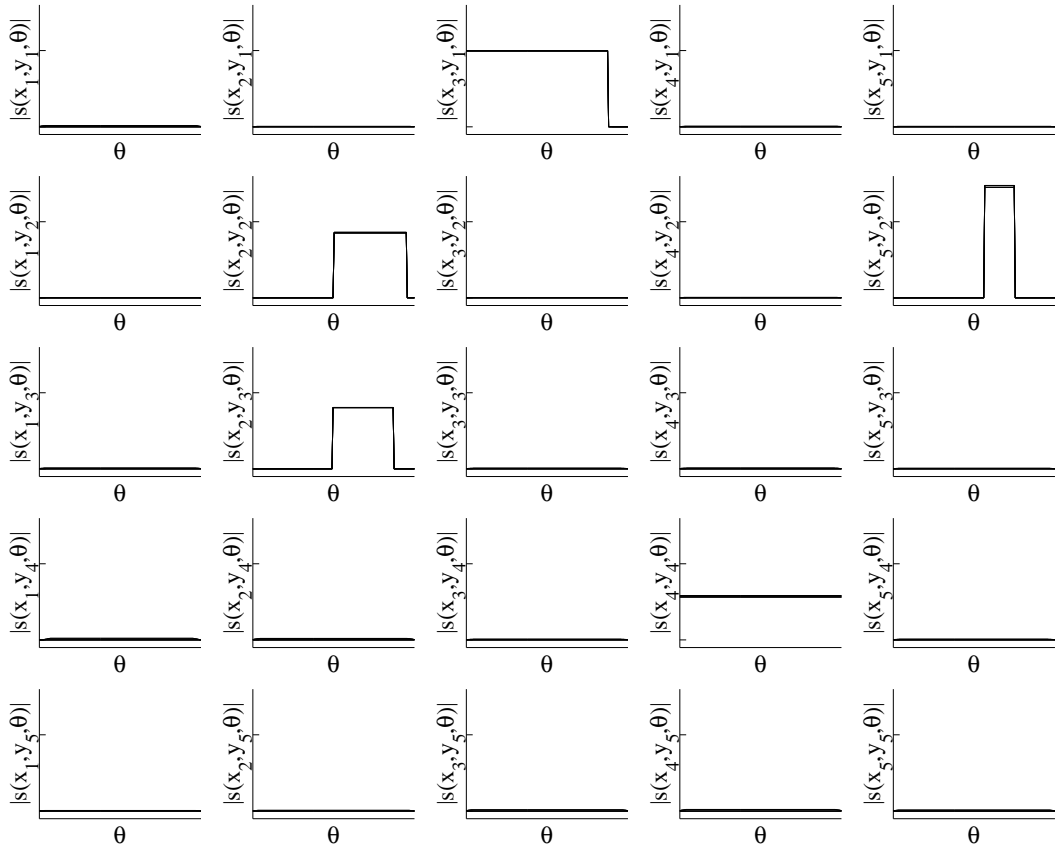 |s(x₁,y₁,θ)| |s(x₂,y₁,θ)| |s(x₃,y₁,θ)| |s(x₄,y₁,θ)| |s(x₅,y₁,θ)|
θ θ θ θ θ
|s(x₁,y₂,θ)| |s(x₂,y₂,θ)| |s(x₃,y₂,θ)| |s(x₄,y₂,θ)| |s(x₅,y₂,θ)|
θ θ θ θ θ
|s(x₁,y₃,θ)| |s(x₂,y₃,θ)| |s(x₃,y₃,θ)| |s(x₄,y₃,θ)| |s(x₅,y₃,θ)|
θ θ θ θ θ
|s(x₁,y₄,θ)| |s(x₂,y₄,θ)| |s(x₃,y₄,θ)| |s(x₄,y₄,θ)| |s(x₅,y₄,θ)|
θ θ θ θ θ
|s(x₁,y₅,θ)| |s(x₂,y₅,θ)| |s(x₃,y₅,θ)| |s(x₄,y₅,θ)| |s(x₅,y₅,θ)|
θ θ θ θ θ